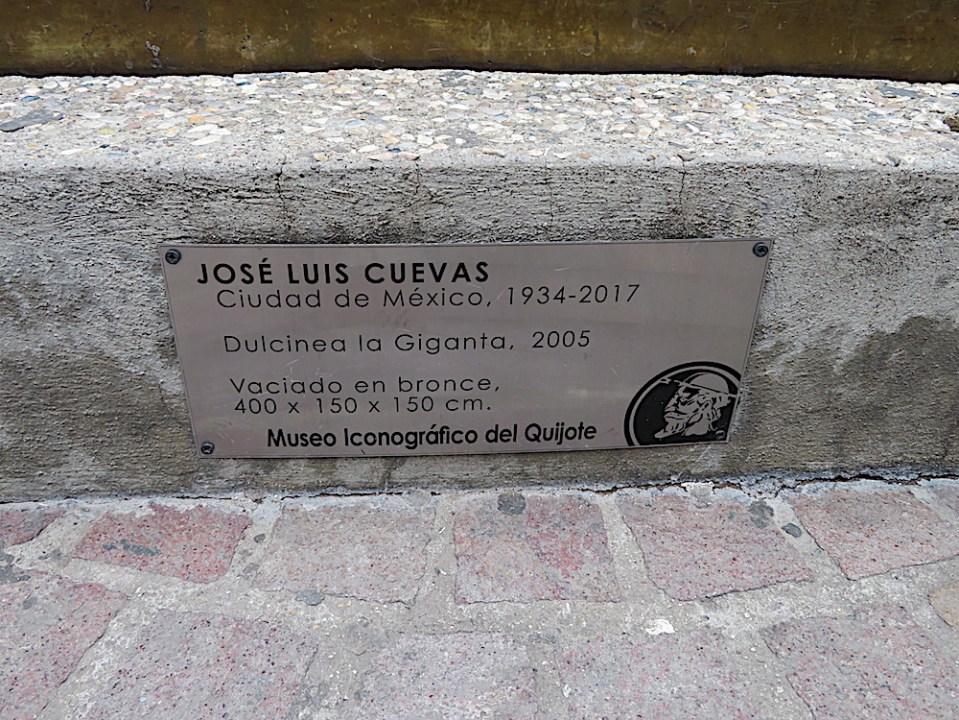 JOSÉ LUIS CUEVAS
Ciudad de México, 1934-2017
Dulcinea la Giganta, 2005
Vaciado en bronce,
400 x 150 x 150 cm.
Museo Iconográfico del Quijote